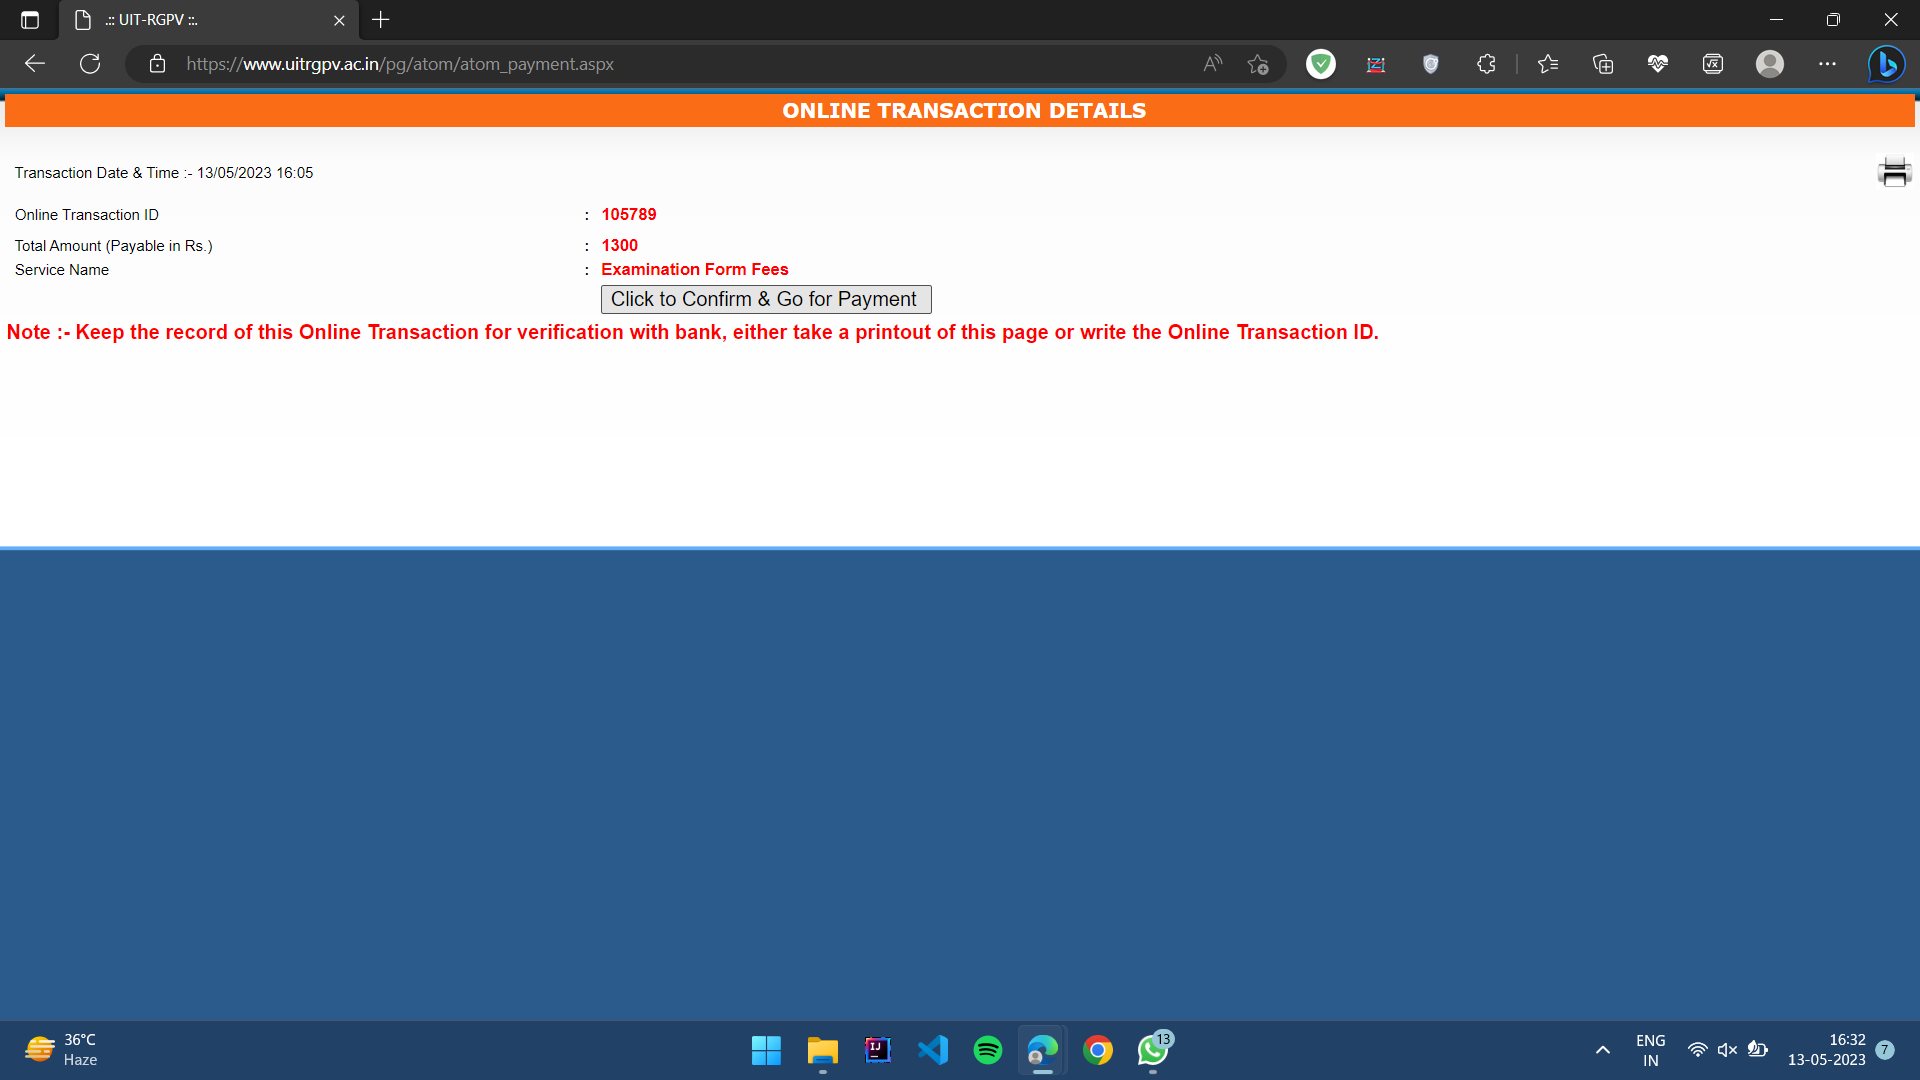 .:: UIT-RGPV ::.
https://www.uitrgpv.ac.in/pg/atom/atom_payment.aspx
ONLINE TRANSACTION DETAILS
Transaction Date & Time :- 13/05/2023 16:05
Online Transaction ID : 105789
Total Amount (Payable in Rs.) : 1300
Service Name : Examination Form Fees
Click to Confirm & Go for Payment
Note :- Keep the record of this Online Transaction for verification with bank, either take a printout of this page or write the Online Transaction ID.
36°C
Haze
IJ
13
ENG
IN
16:32
13-05-2023
7